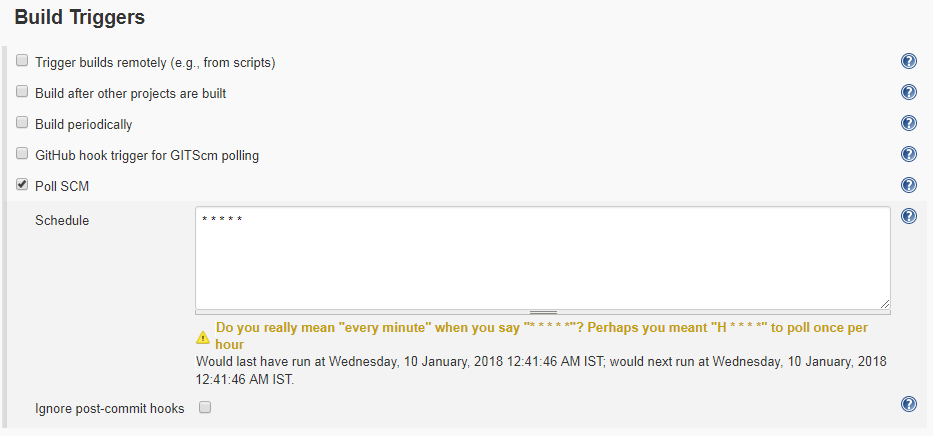 Build Triggers
Trigger builds remotely (e.g., from scripts)
Build after other projects are built
Build periodically
GitHub hook trigger for GITScm polling
Poll SCM
Schedule
* * * * *
Do you really mean "every minute" when you say "* * * * *"? Perhaps you meant "H * * * *" to poll once per
hour
Would last have run at Wednesday, 10 January, 2018 12:41:46 AM IST; would next run at Wednesday, 10 January, 2018
12:41:46 AM IST.
Ignore post-commit hooks